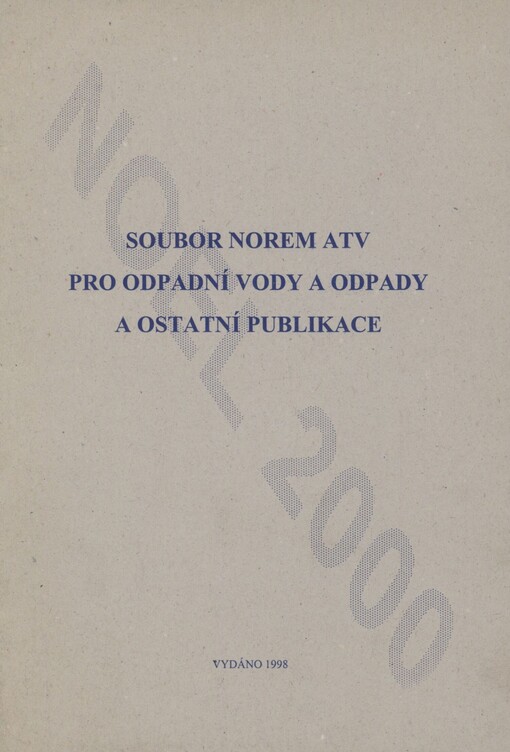 SOUBOR NOREM ATV
PRO ODPADNÍ VODY A ODPADY
A OSTATNÍ PUBLIKACE
NOEL 2000
VYDÁNO 1998